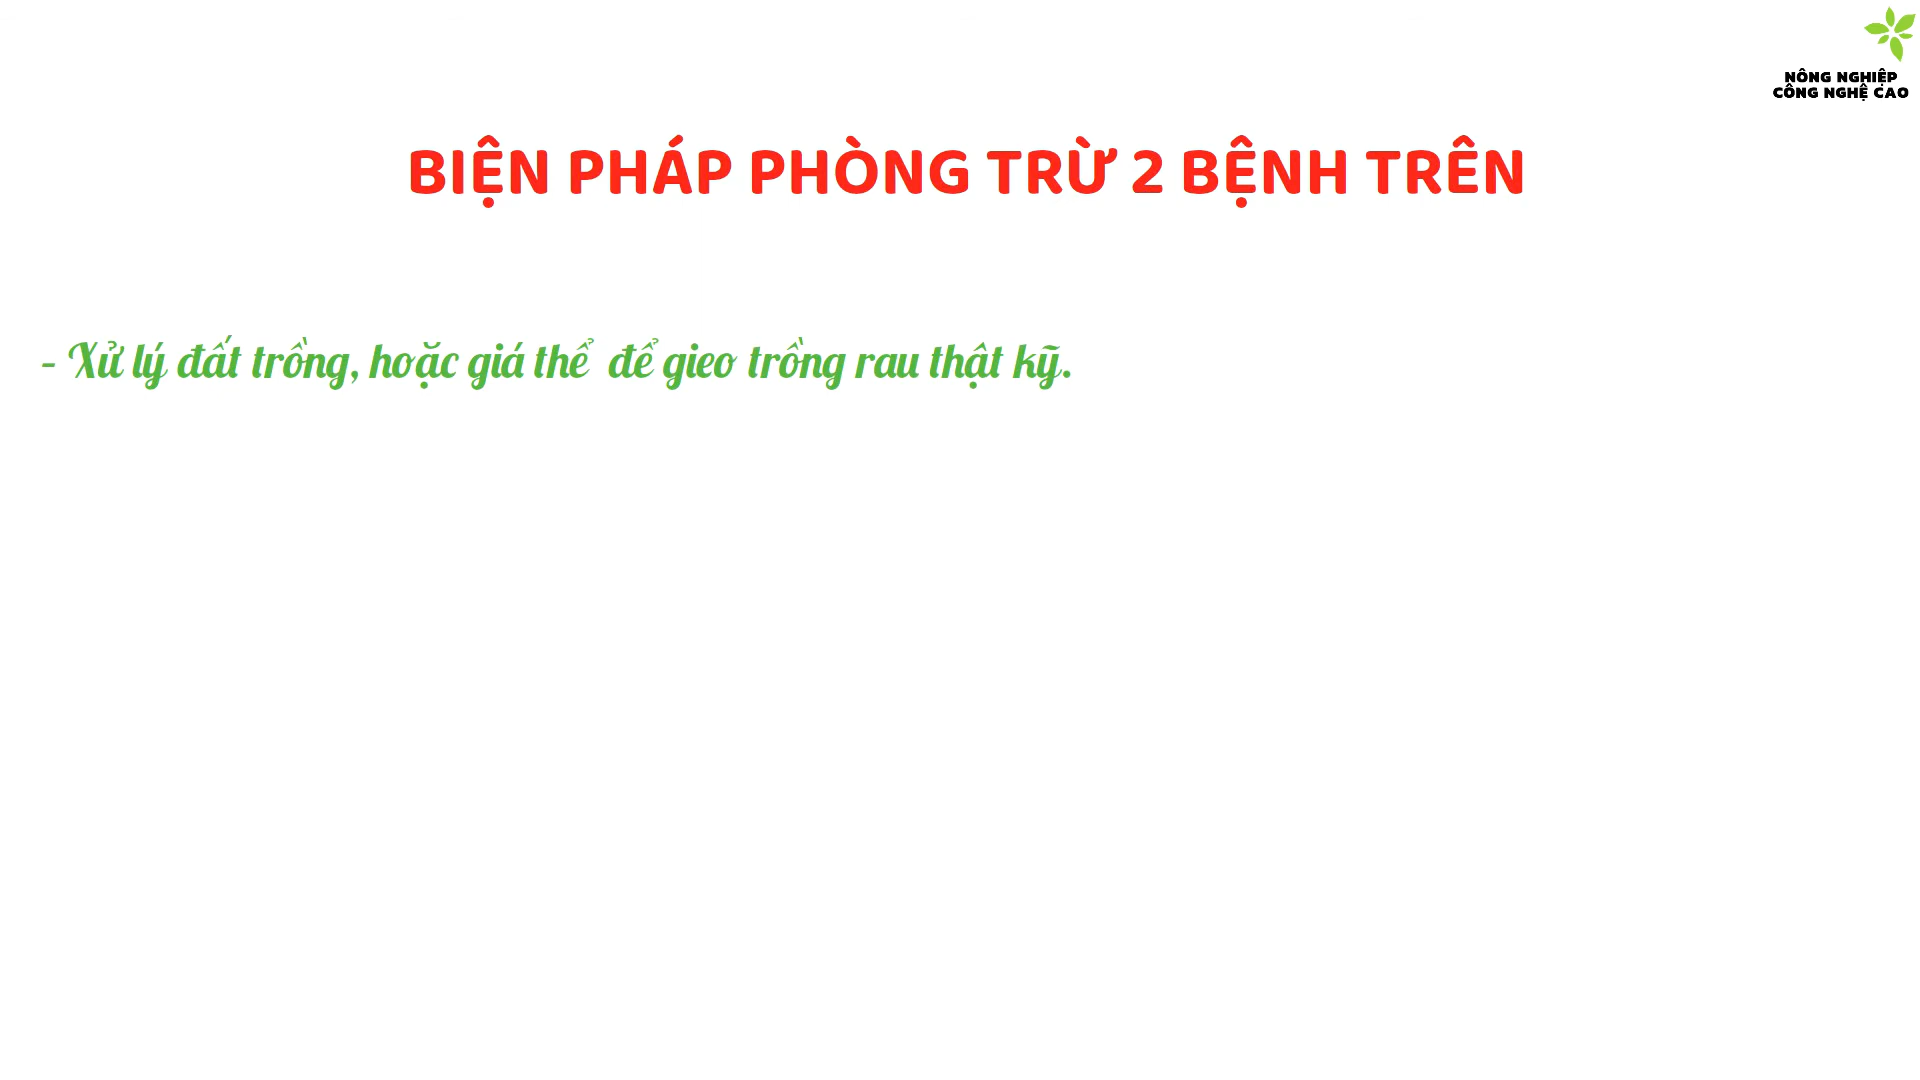 NÔNG NGHIỆP
CÔNG NGHỆ CAO
BIỆN PHÁP PHÒNG TRỪ 2 BỆNH TRÊN
- Xử lý đất trồng, hoặc giá thể để gieo trồng rau thật kỹ.